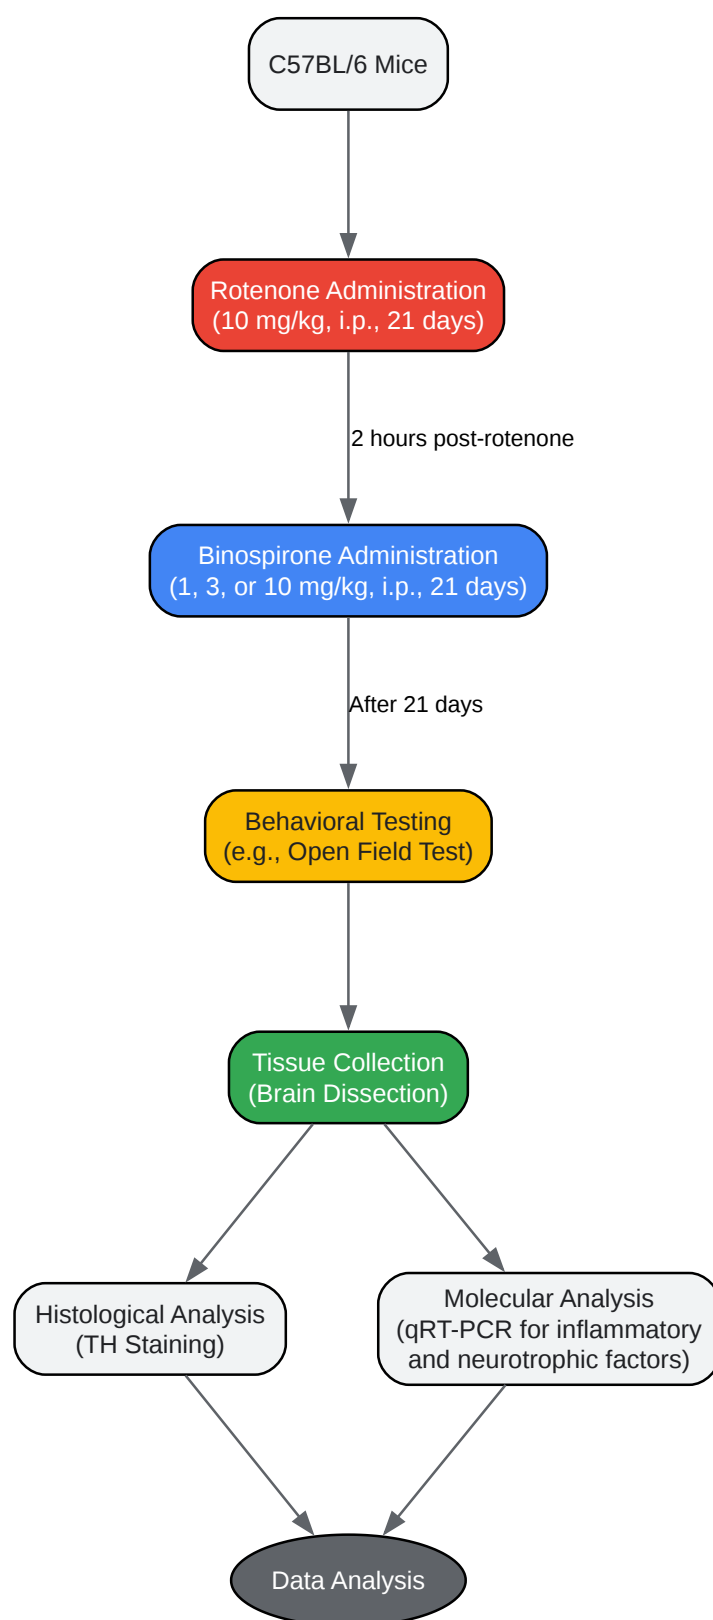 C57BL/6 Mice
Rotenone Administration
(10 mg/kg, i.p., 21 days)
2 hours post-rotenone
Binospirone Administration
(1, 3, or 10 mg/kg, i.p., 21 days)
After 21 days
Behavioral Testing
(e.g., Open Field Test)
Tissue Collection
(Brain Dissection)
Histological Analysis
(TH Staining)
Molecular Analysis
(qRT-PCR for inflammatory
and neurotrophic factors)
Data Analysis